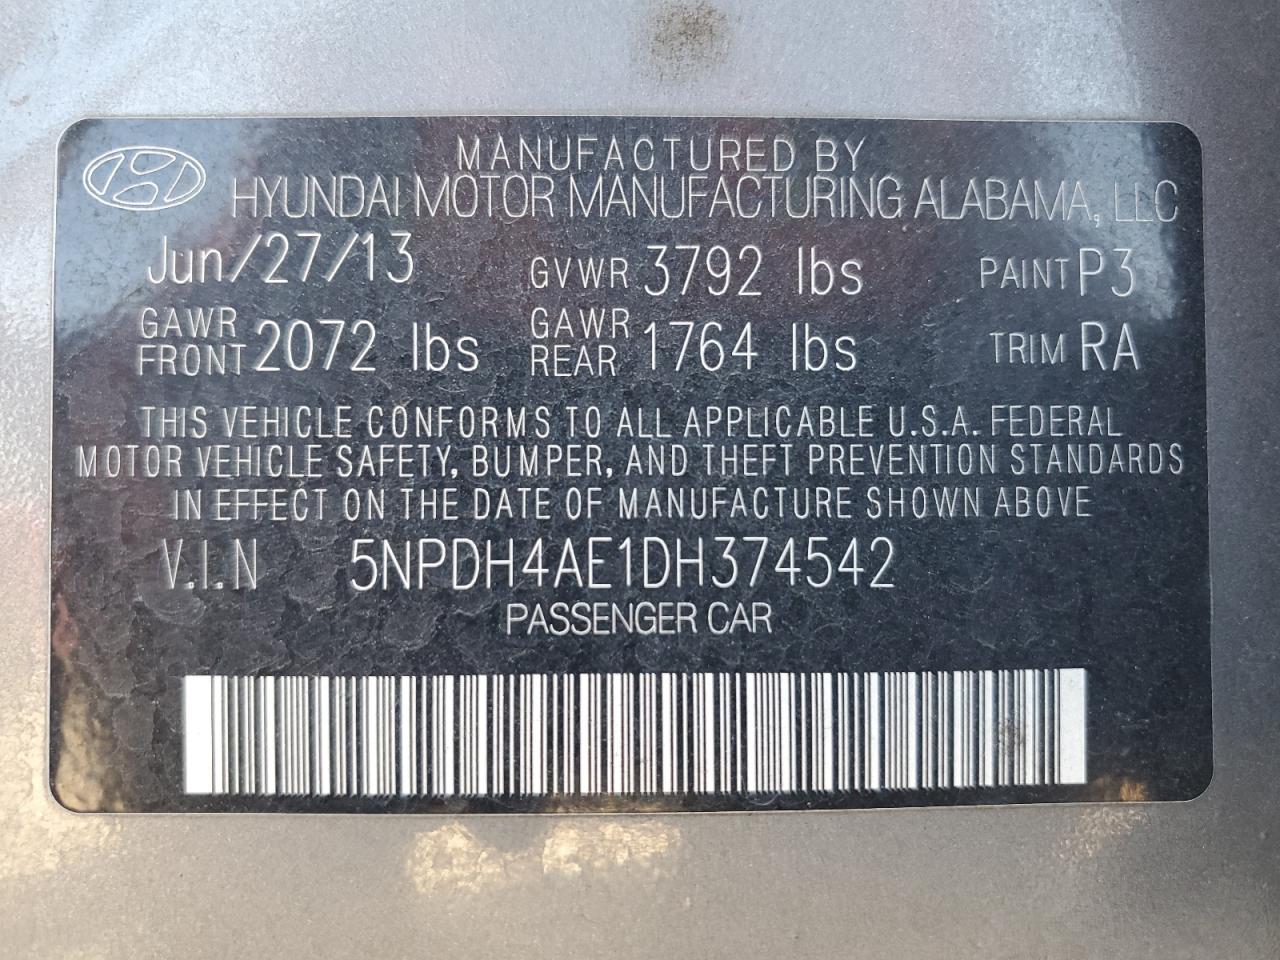 MANUFACTURED BY
HYUNDAI MOTOR MANUFACTURING ALABAMA, LLC
Jun/27/13 GVWR 3792 lbs PAINT P3
GAWR FRONT 2072 lbs GAWR REAR 1764 lbs TRIM RA
THIS VEHICLE CONFORMS TO ALL APPLICABLE U.S.A. FEDERAL
MOTOR VEHICLE SAFETY, BUMPER, AND THEFT PREVENTION STANDARDS
IN EFFECT ON THE DATE OF MANUFACTURE SHOWN ABOVE
V.I.N 5NPDH4AE1DH374542
PASSENGER CAR